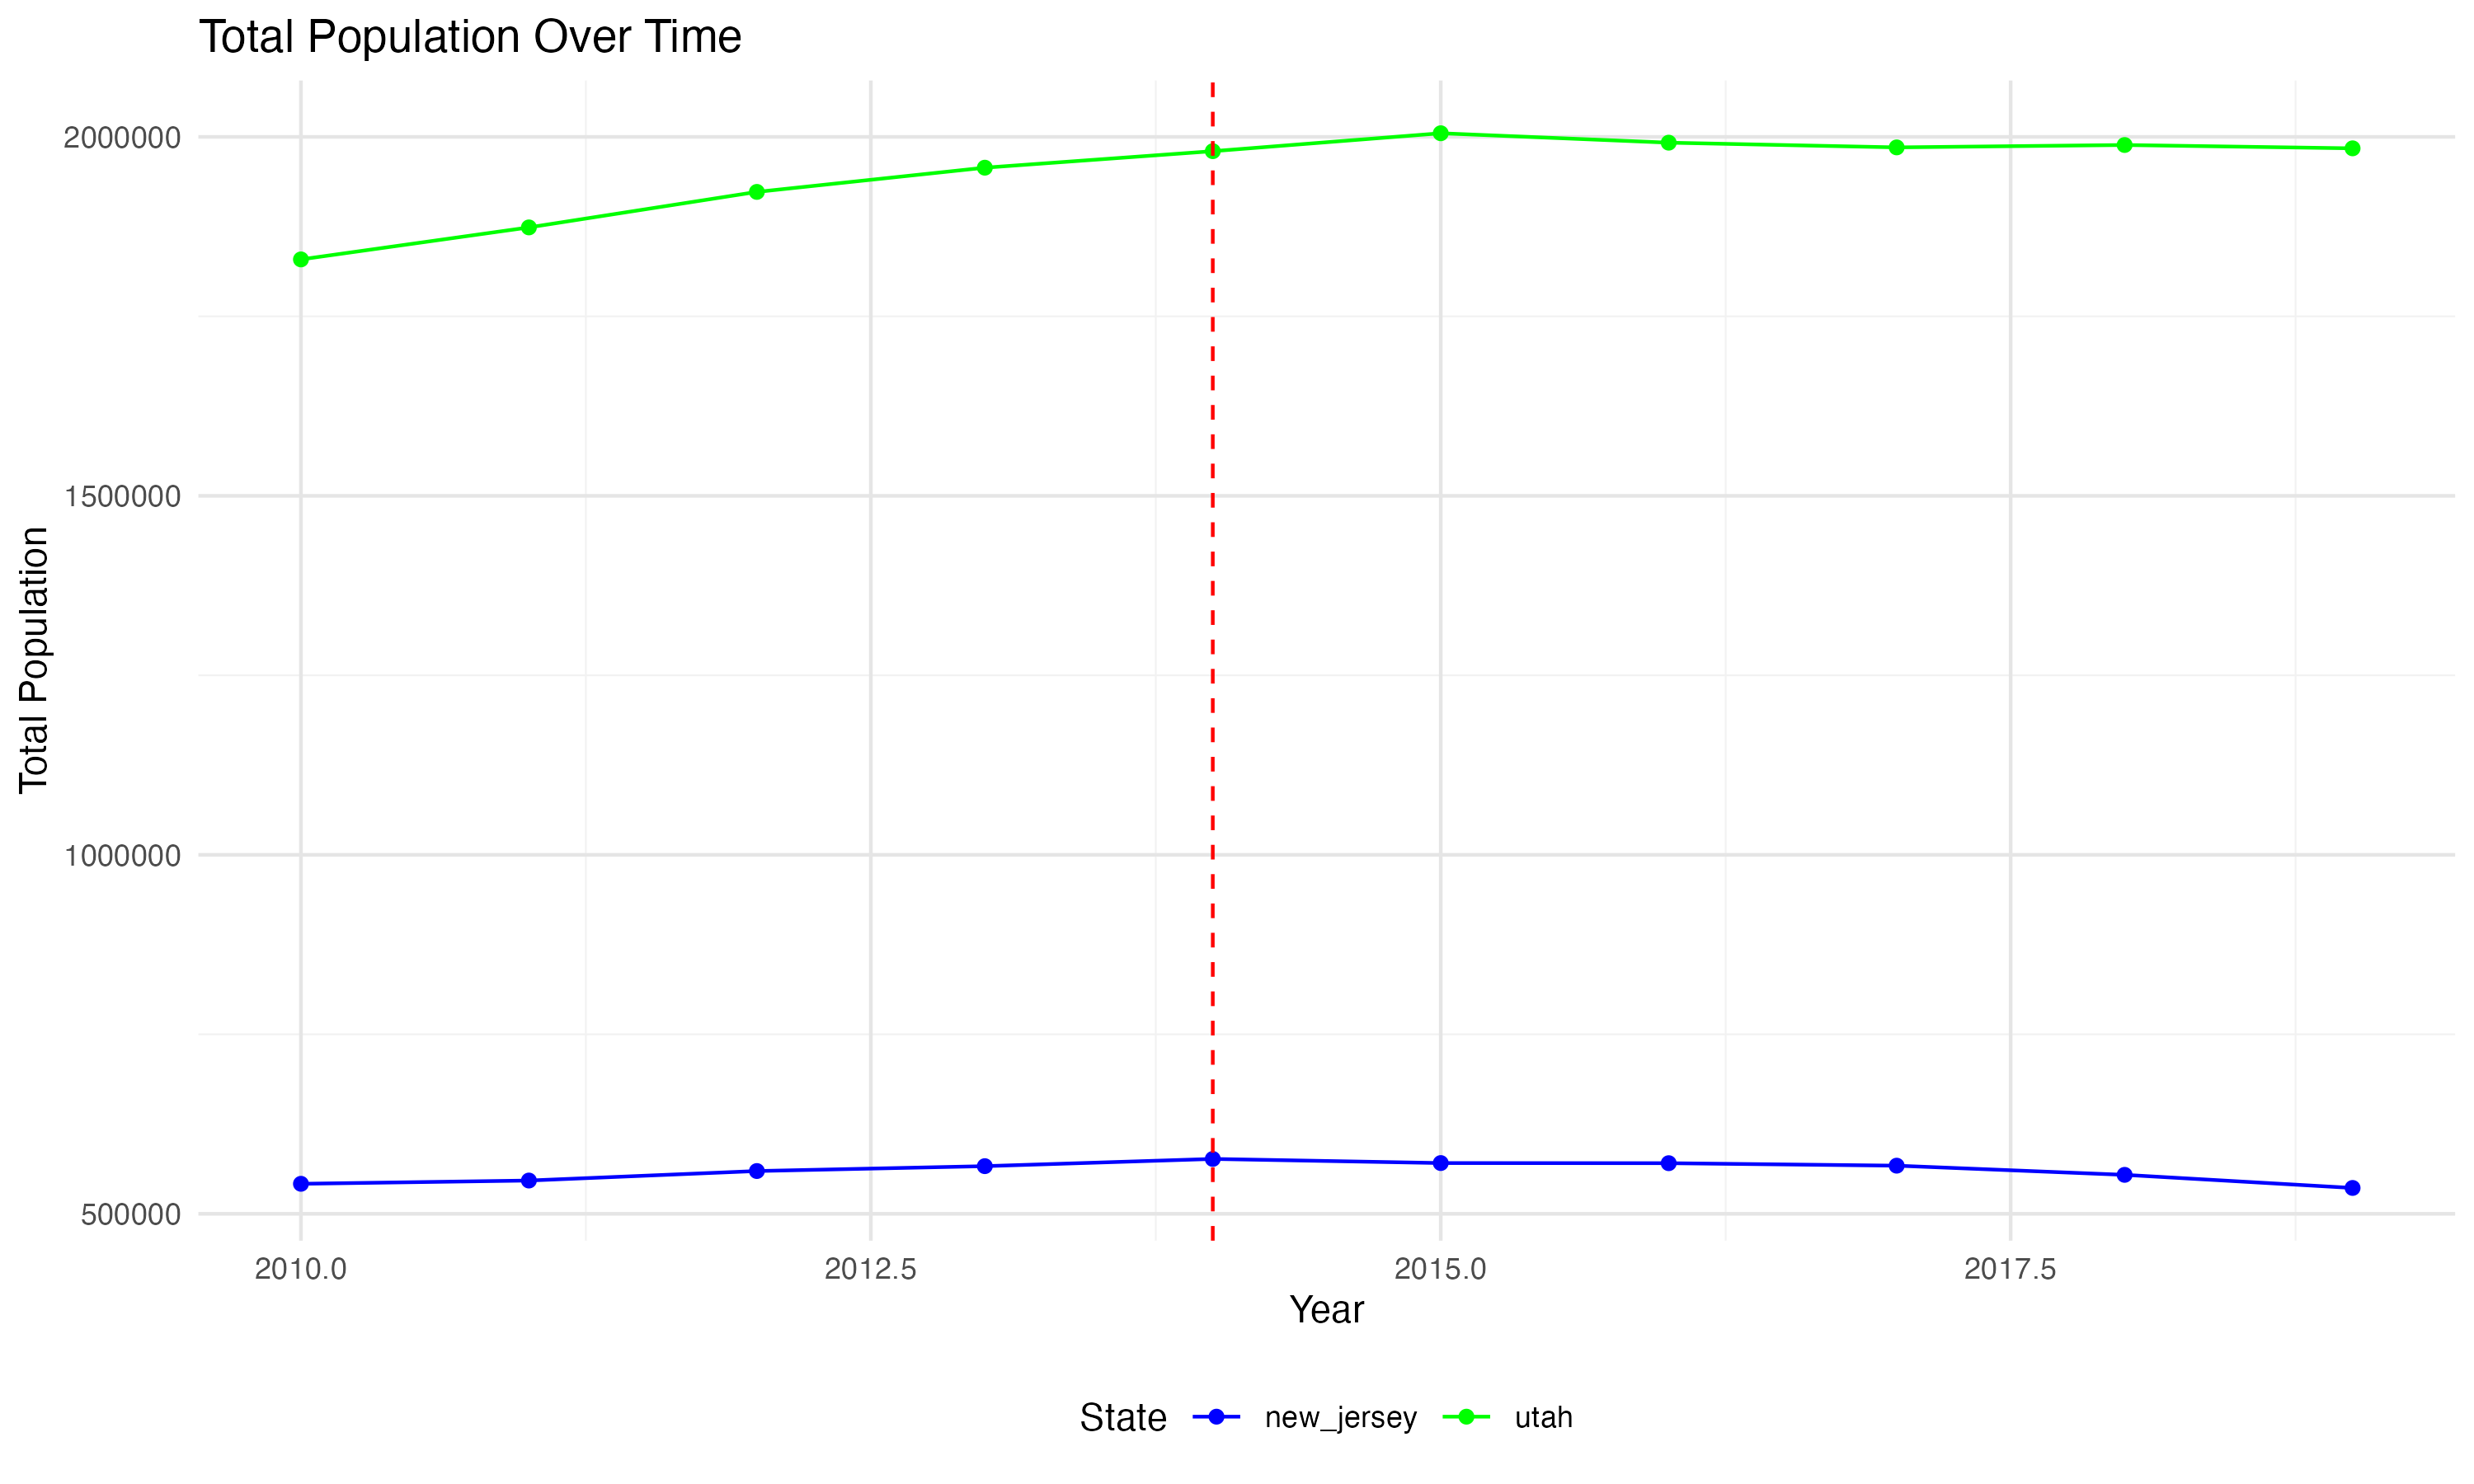 Total Population Over Time
Total Population
2000000
1500000
1000000
500000
2010.0 2012.5 2015.0 2017.5
Year
State new_jersey utah